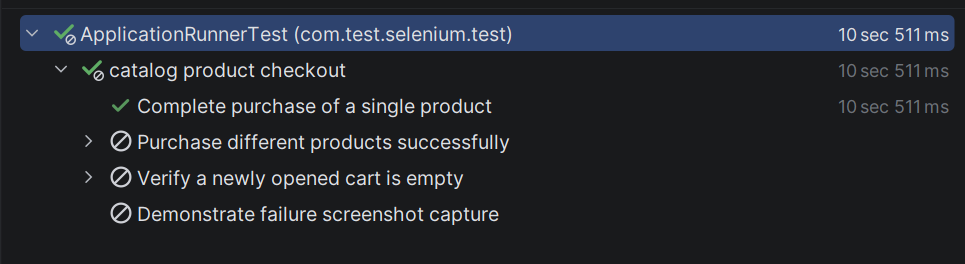 ApplicationRunnerTest (com.test.selenium.test) 10 sec 511 ms
catalog product checkout 10 sec 511 ms
Complete purchase of a single product 10 sec 511 ms
Purchase different products successfully
Verify a newly opened cart is empty
Demonstrate failure screenshot capture